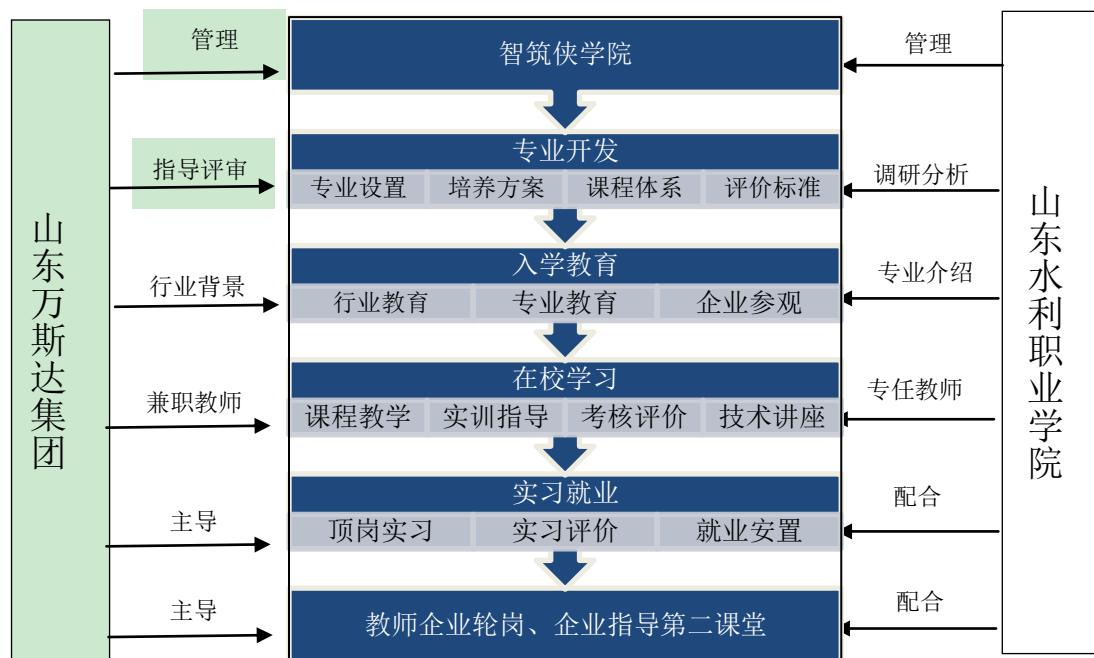 山东万斯达集团
管理
智筑侠学院
管理
指导评审
专业开发
专业设置 培养方案 课程体系 评价标准
调研分析
行业背景
入学教育
行业教育 专业教育 企业参观
专业介绍
兼职教师
在校学习
课程教学 实训指导 考核评价 技术讲座
专任教师
主导
实习就业
顶岗实习 实习评价 就业安置
配合
主导
教师企业轮岗、企业指导第二课堂
配合
山东水利职业学院